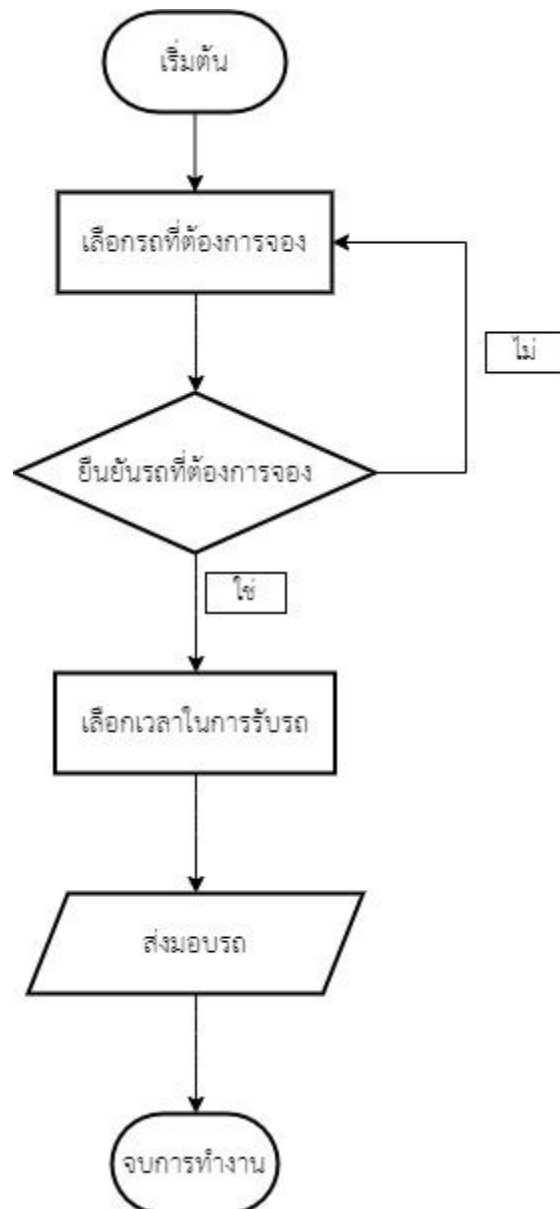 เริ่มต้น
เลือกรถที่ต้องการจอง
ไม่
ยืนยันรถที่ต้องการจอง
ใช่
เลือกเวลาในการรับรถ
ส่งมอบรถ
จบการทำงาน